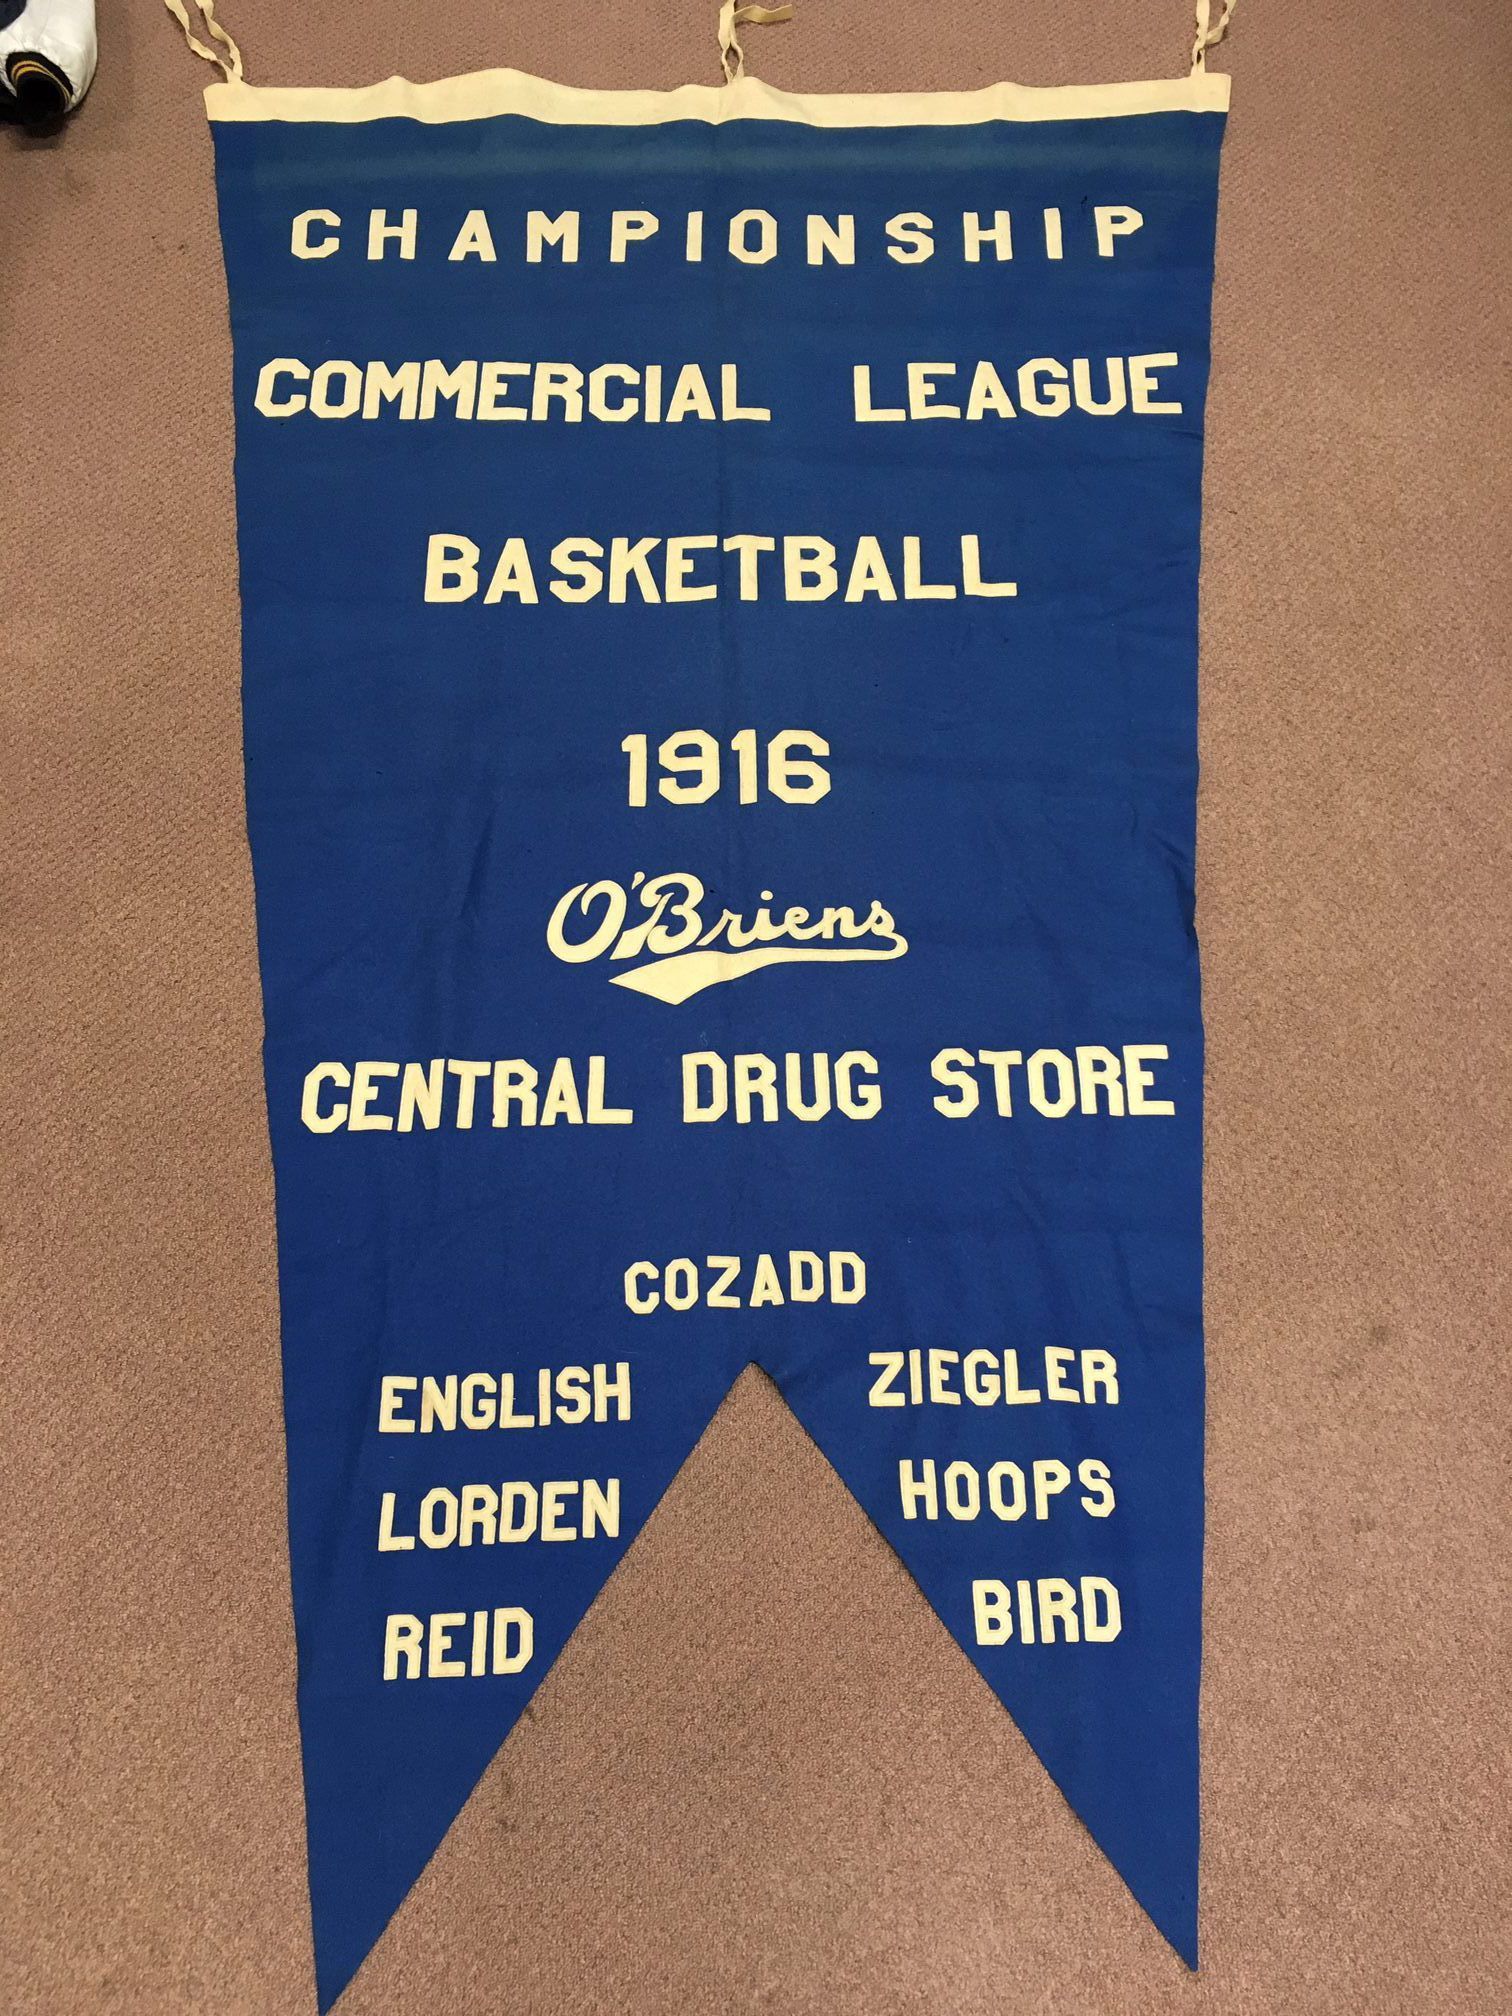 CHAMPIONSHIP
COMMERCIAL LEAGUE
BASKETBALL
1916
O'Briens
CENTRAL DRUG STORE
COZADD
ENGLISH
LORDEN
REID
ZIEGLER
HOOPS
BIRD